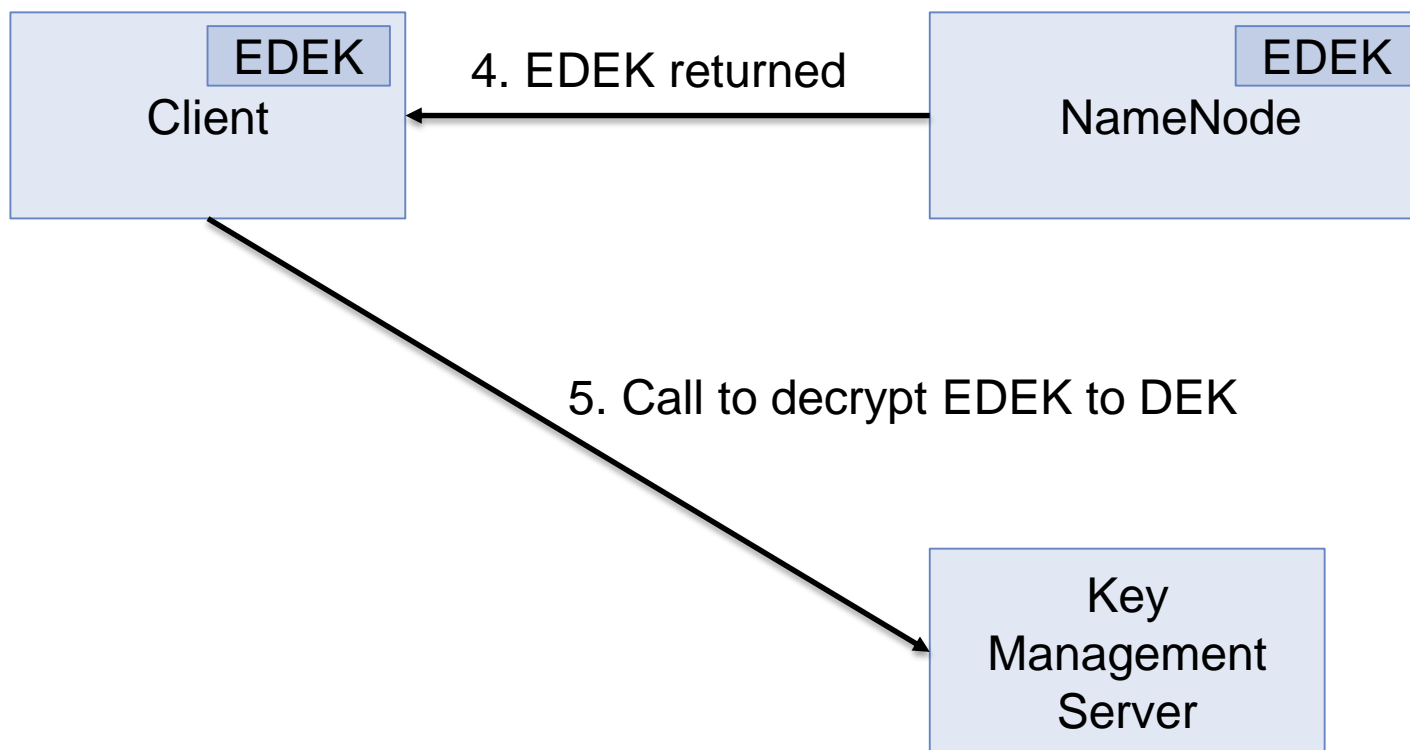 EDEK
Client
4. EDEK returned
EDEK
NameNode
5. Call to decrypt EDEK to DEK
Key
Management
Server